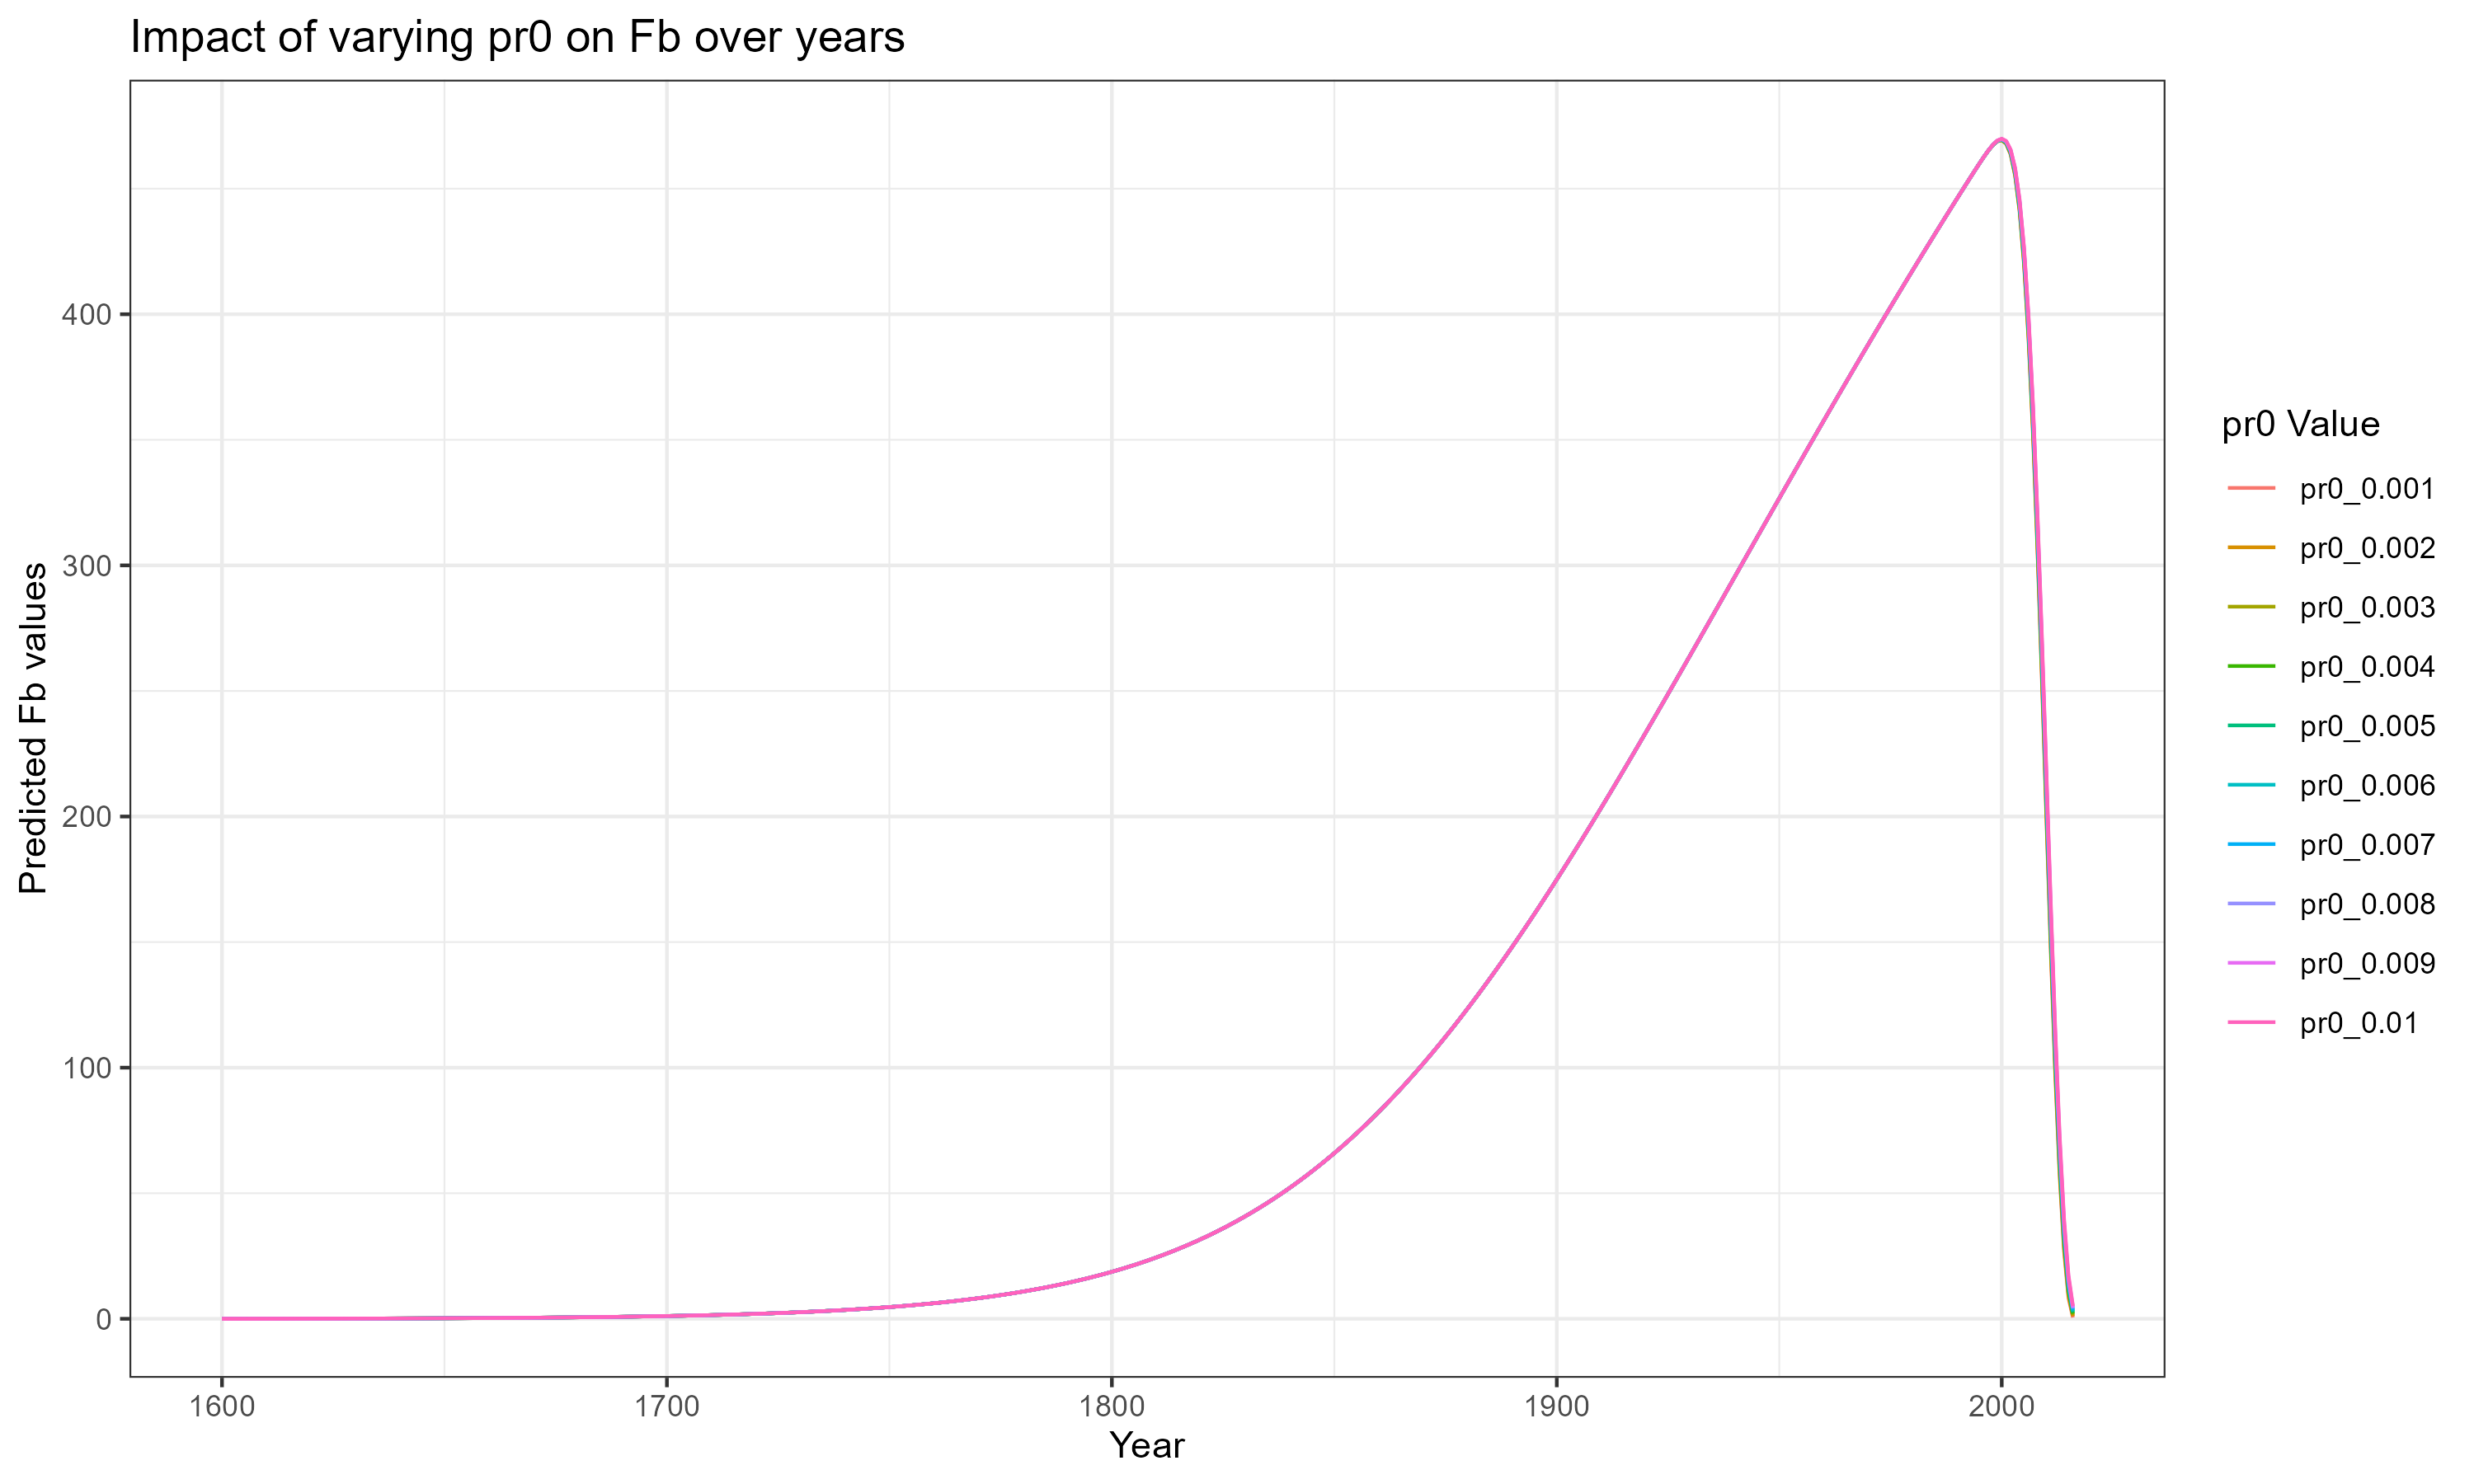 Impact of varying pr0 on Fb over years
Predicted Fb values
400
300
200
100
0
1600
1700
1800
1900
2000
Year
pr0 Value
pr0_0.001
pr0_0.002
pr0_0.003
pr0_0.004
pr0_0.005
pr0_0.006
pr0_0.007
pr0_0.008
pr0_0.009
pr0_0.01